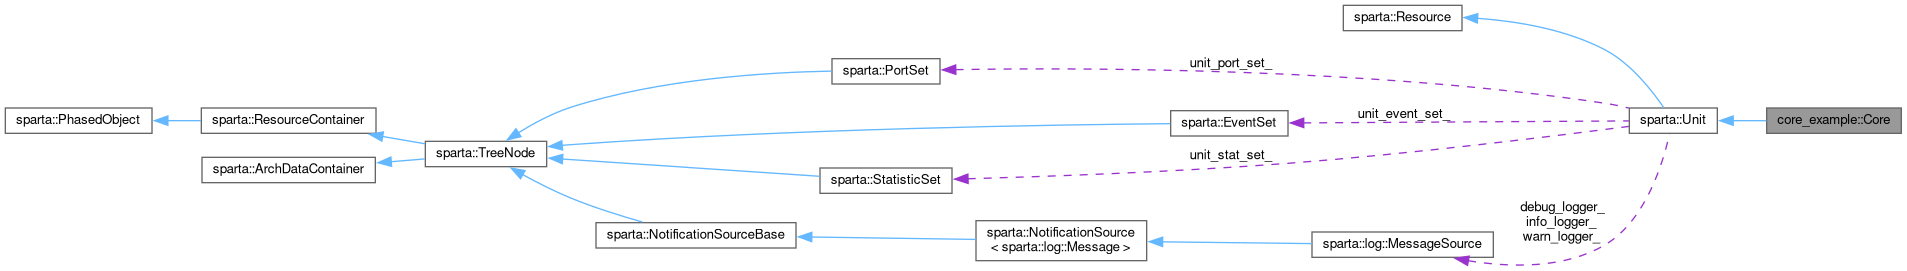 sparta::Resource
unit_port_set_
sparta::PortSet
sparta::PhasedObject
sparta::ResourceContainer
sparta::EventSet
unit_event_set_
sparta::Unit
core_example::Core
sparta::TreeNode
unit_stat_set_
sparta::ArchDataContainer
sparta::StatisticSet
debug_logger_
info_logger_
warn_logger_
sparta::NotificationSourceBase
sparta::NotificationSource
< sparta::log::Message >
sparta::log::MessageSource